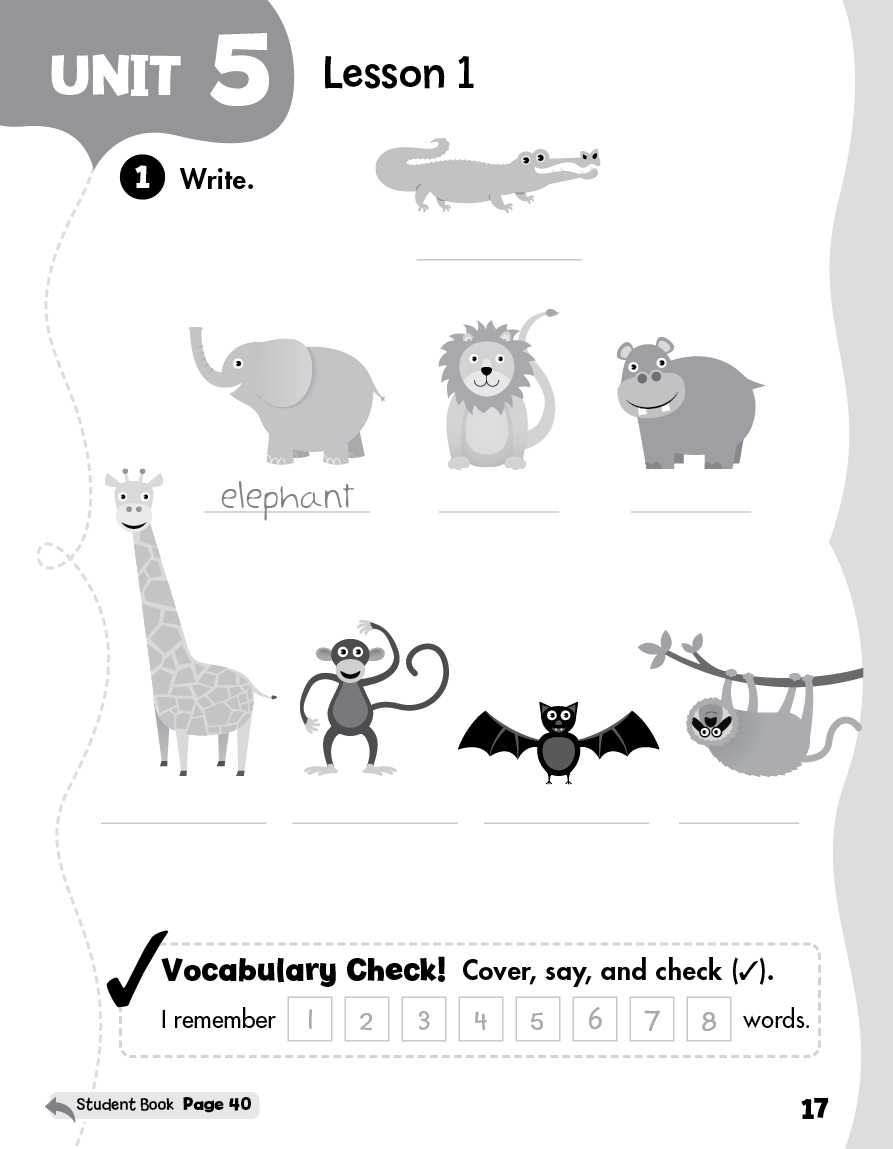 UNIT 5
Lesson 1
1 Write.
elephant
Vocabulary Check! Cover, say, and check (✓).
I remember 1 2 3 4 5 6 7 8 words.
Student Book Page 40
17